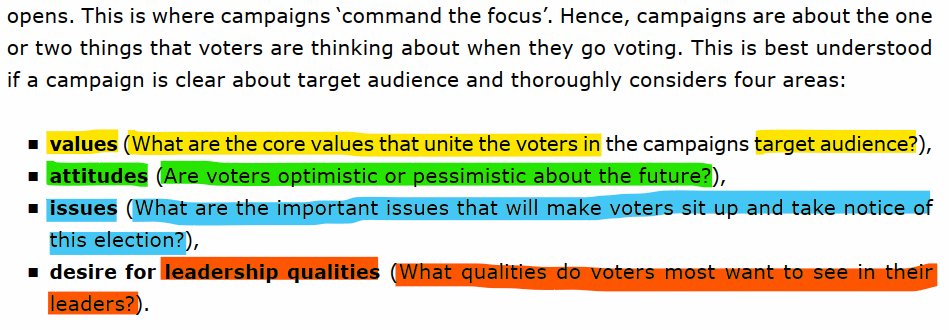 opens. This is where campaigns ‘command the focus’. Hence, campaigns are about the one
or two things that voters are thinking about when they go voting. This is best understood
if a campaign is clear about target audience and thoroughly considers four areas:
▪ values (What are the core values that unite the voters in the campaigns target audience?),
▪ attitudes (Are voters optimistic or pessimistic about the future?),
▪ issues (What are the important issues that will make voters sit up and take notice of
this election?),
▪ desire for leadership qualities (What qualities do voters most want to see in their
leaders?).